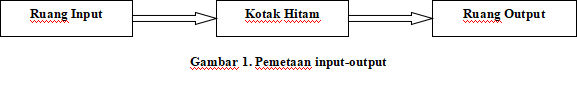 Ruang Input Kotak Hitam Ruang Output
Gambar 1. Pemetaan input-output